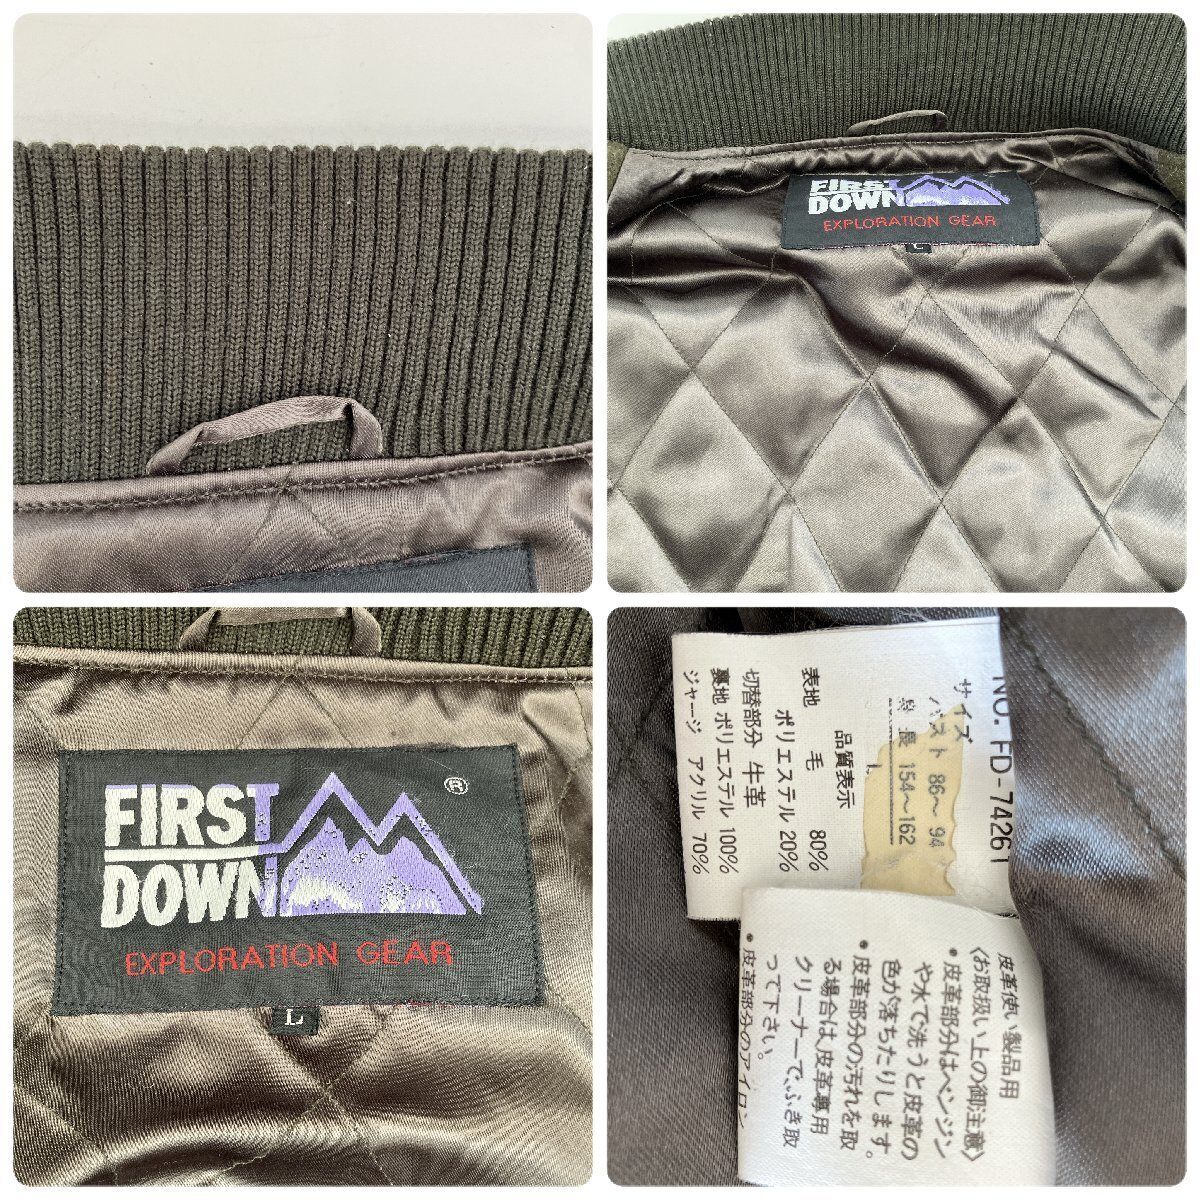 FIRST
DOWN
EXPLORATION GEAR
L
FIRST
DOWN
®
EXPLORATION GEAR
L
NO. FD-74261
サイズ
バスト 86〜94
身長 154〜162
品質表示
表地 毛 80%
ポリエステル 20%
切替部分 牛革
裏地 ポリエステル 100%
ジャージ アクリル 70%
皮革使い製品用
〈お取扱い上の御注意〉
・皮革部分はベンジン
や水で洗うと皮革の
色が落ちたりします。
・皮革部分の汚れを取
る場合は、皮革専用
クリーナーでふき取
って下さい。
・皮革部分のアイロン